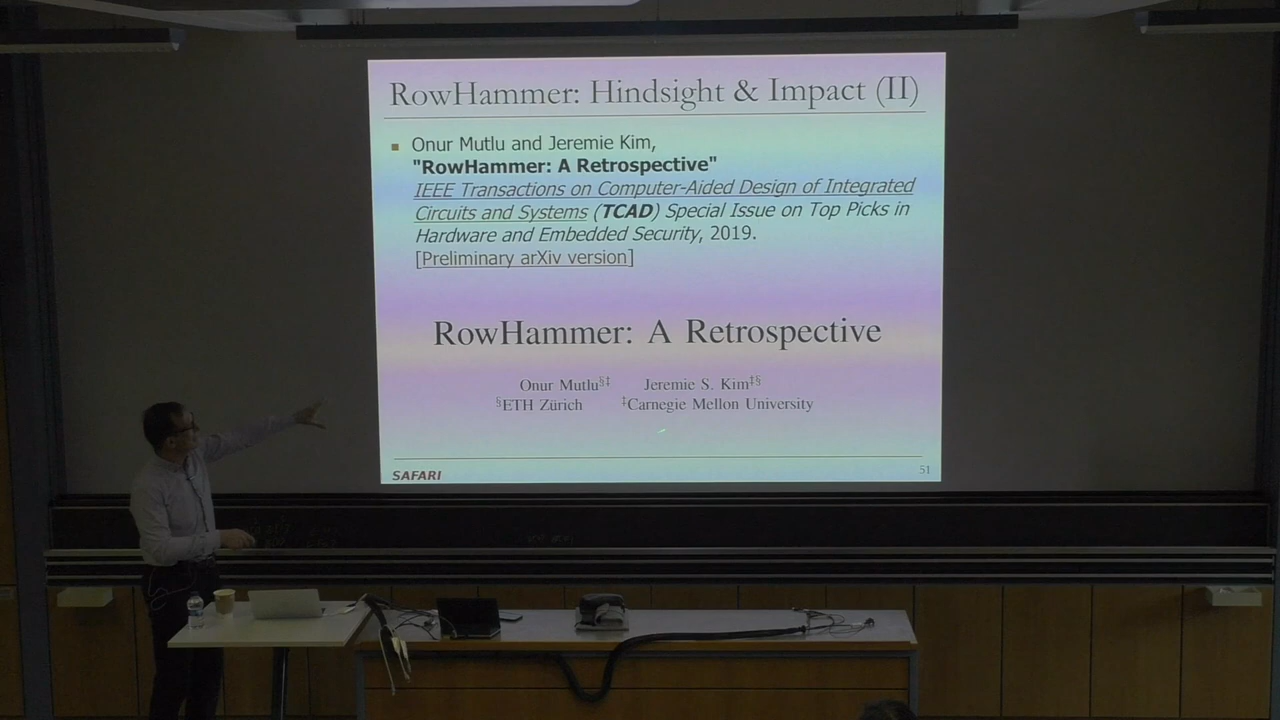 RowHammer: Hindsight & Impact (II)
Onur Mutlu and Jeremie Kim,
"RowHammer: A Retrospective"
IEEE Transactions on Computer-Aided Design of Integrated
Circuits and Systems (TCAD) Special Issue on Top Picks in
Hardware and Embedded Security, 2019.
[Preliminary arXiv version]
RowHammer: A Retrospective
Onur Mutlu§‡ Jeremie S. Kim‡§
§ETH Zürich ‡Carnegie Mellon University
SAFARI 51